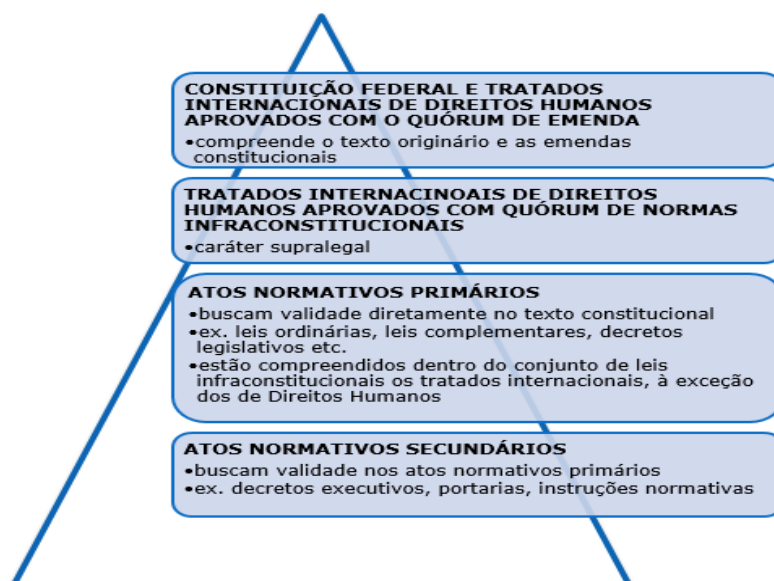 CONSTITUIÇÃO FEDERAL E TRATADOS
INTERNACIONAIS DE DIREITOS HUMANOS
APROVADOS COM O QUÓRUM DE EMENDA
•compreende o texto originário e as emendas
constitucionais
TRATADOS INTERNACINOAIS DE DIREITOS
HUMANOS APROVADOS COM QUÓRUM DE NORMAS
INFRACONSTITUCIONAIS
•caráter supralegal
ATOS NORMATIVOS PRIMÁRIOS
•buscam validade diretamente no texto constitucional
•ex. leis ordinárias, leis complementares, decretos
legislativos etc.
•estão compreendidos dentro do conjunto de leis
infraconstitucionais os tratados internacionais, à exceção
dos de Direitos Humanos
ATOS NORMATIVOS SECUNDÁRIOS
•buscam validade nos atos normativos primários
•ex. decretos executivos, portarias, instruções normativas